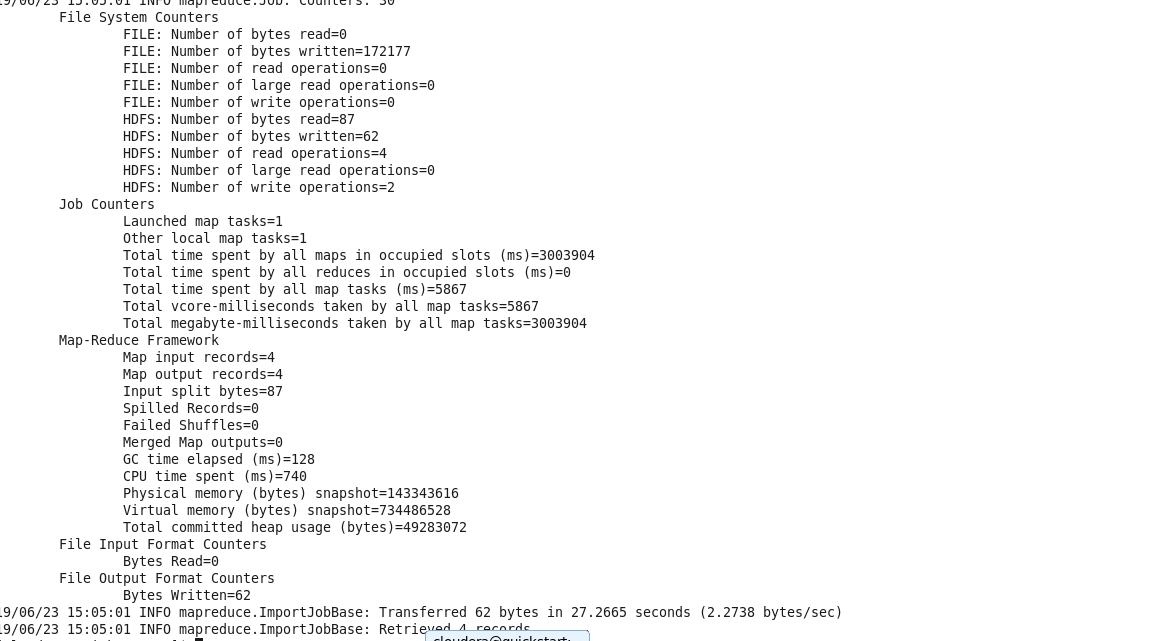 19/06/23 15:05:01 INFO mapreduce.Job: Counters: 30
File System Counters
FILE: Number of bytes read=0
FILE: Number of bytes written=172177
FILE: Number of read operations=0
FILE: Number of large read operations=0
FILE: Number of write operations=0
HDFS: Number of bytes read=87
HDFS: Number of bytes written=62
HDFS: Number of read operations=4
HDFS: Number of large read operations=0
HDFS: Number of write operations=2
Job Counters
Launched map tasks=1
Other local map tasks=1
Total time spent by all maps in occupied slots (ms)=3003904
Total time spent by all reduces in occupied slots (ms)=0
Total time spent by all map tasks (ms)=5867
Total vcore-milliseconds taken by all map tasks=5867
Total megabyte-milliseconds taken by all map tasks=3003904
Map-Reduce Framework
Map input records=4
Map output records=4
Input split bytes=87
Spilled Records=0
Failed Shuffles=0
Merged Map outputs=0
GC time elapsed (ms)=128
CPU time spent (ms)=740
Physical memory (bytes) snapshot=143343616
Virtual memory (bytes) snapshot=734486528
Total committed heap usage (bytes)=49283072
File Input Format Counters
Bytes Read=0
File Output Format Counters
Bytes Written=62
19/06/23 15:05:01 INFO mapreduce.ImportJobBase: Transferred 62 bytes in 27.2665 seconds (2.2738 bytes/sec)
19/06/23 15:05:01 INFO mapreduce.ImportJobBase: Retrieved 4 records.
cloudera@quickstart: